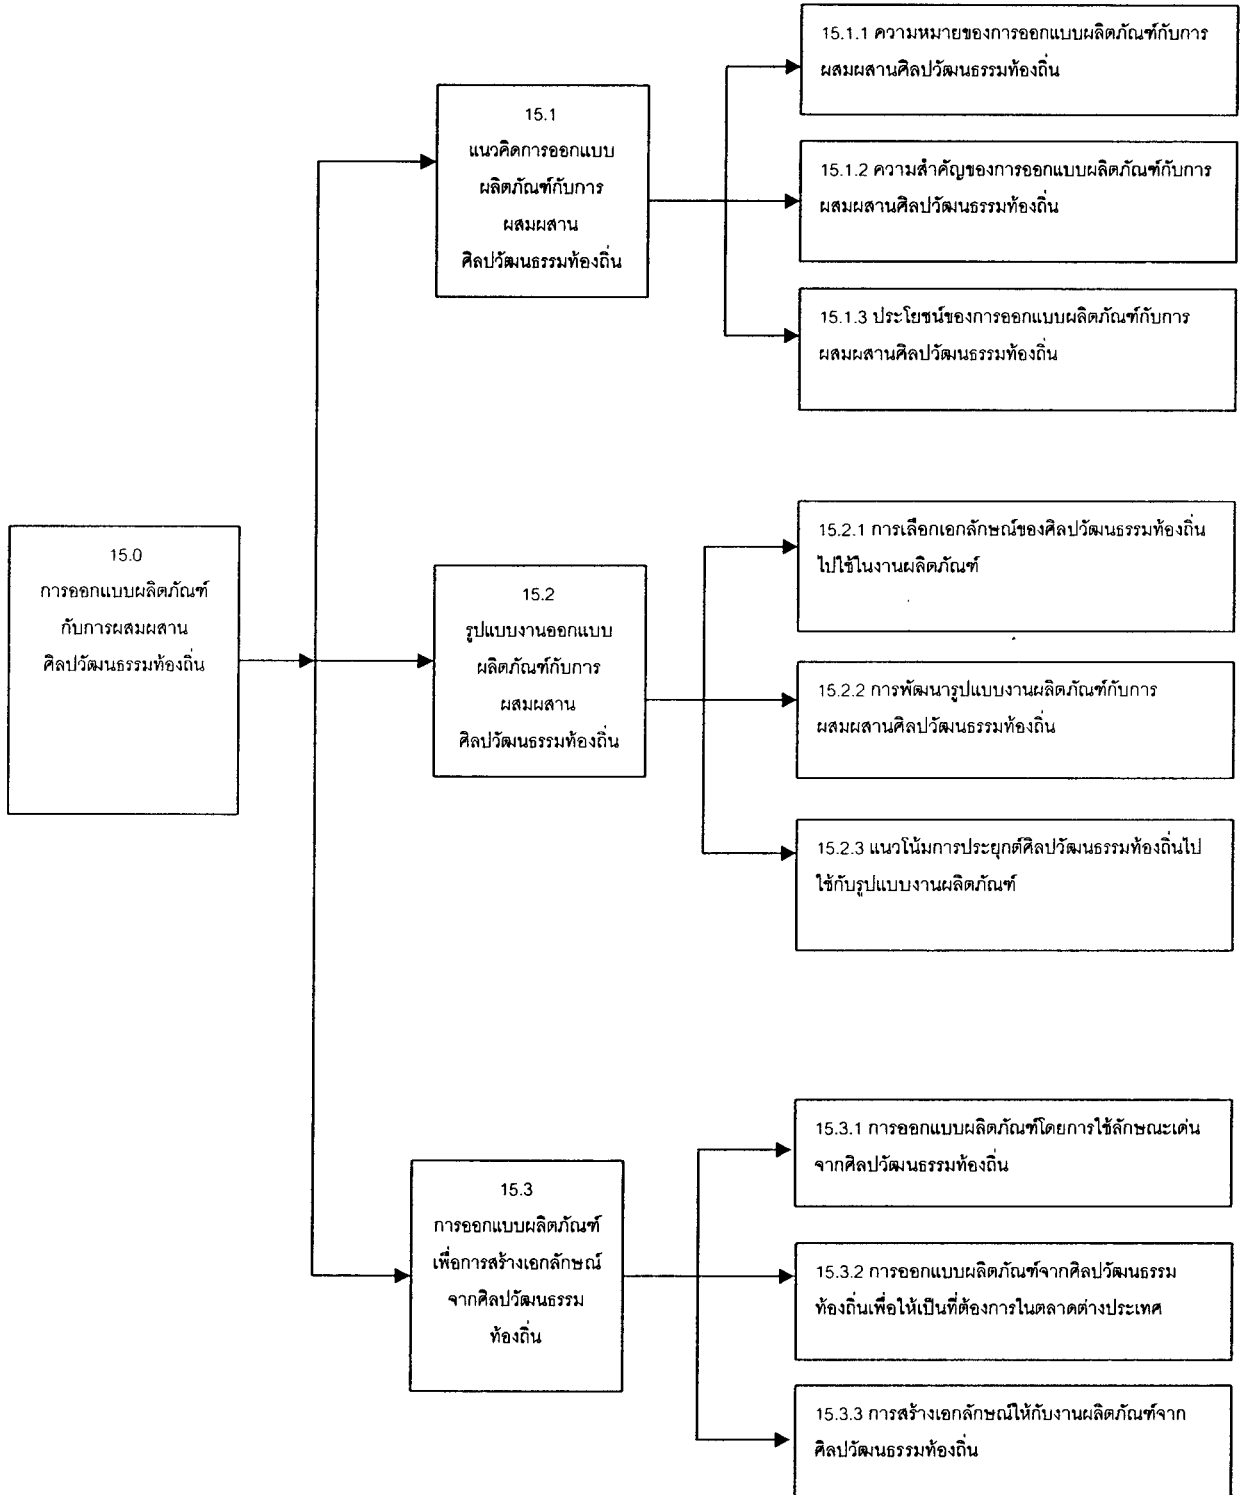 15.0
การออกแบบผลิตภัณฑ์
กับการผสมผสาน
ศิลปวัฒนธรรมท้องถิ่น
15.1
แนวคิดการออกแบบ
ผลิตภัณฑ์กับการ
ผสมผสาน
ศิลปวัฒนธรรมท้องถิ่น
15.1.1 ความหมายของการออกแบบผลิตภัณฑ์กับการ
ผสมผสานศิลปวัฒนธรรมท้องถิ่น
15.1.2 ความสำคัญของการออกแบบผลิตภัณฑ์กับการ
ผสมผสานศิลปวัฒนธรรมท้องถิ่น
15.1.3 ประโยชน์ของการออกแบบผลิตภัณฑ์กับการ
ผสมผสานศิลปวัฒนธรรมท้องถิ่น
15.2
รูปแบบงานออกแบบ
ผลิตภัณฑ์กับการ
ผสมผสาน
ศิลปวัฒนธรรมท้องถิ่น
15.2.1 การเลือกเอกลักษณ์ของศิลปวัฒนธรรมท้องถิ่น
ไปใช้ในงานผลิตภัณฑ์
15.2.2 การพัฒนารูปแบบงานผลิตภัณฑ์กับการ
ผสมผสานศิลปวัฒนธรรมท้องถิ่น
15.2.3 แนวโน้มการประยุกต์ศิลปวัฒนธรรมท้องถิ่นไป
ใช้กับรูปแบบงานผลิตภัณฑ์
15.3
การออกแบบผลิตภัณฑ์
เพื่อการสร้างเอกลักษณ์
จากศิลปวัฒนธรรม
ท้องถิ่น
15.3.1 การออกแบบผลิตภัณฑ์โดยการใช้ลักษณะเด่น
จากศิลปวัฒนธรรมท้องถิ่น
15.3.2 การออกแบบผลิตภัณฑ์จากศิลปวัฒนธรรม
ท้องถิ่นเพื่อให้เป็นที่ต้องการในตลาดต่างประเทศ
15.3.3 การสร้างเอกลักษณ์ให้กับงานผลิตภัณฑ์จาก
ศิลปวัฒนธรรมท้องถิ่น